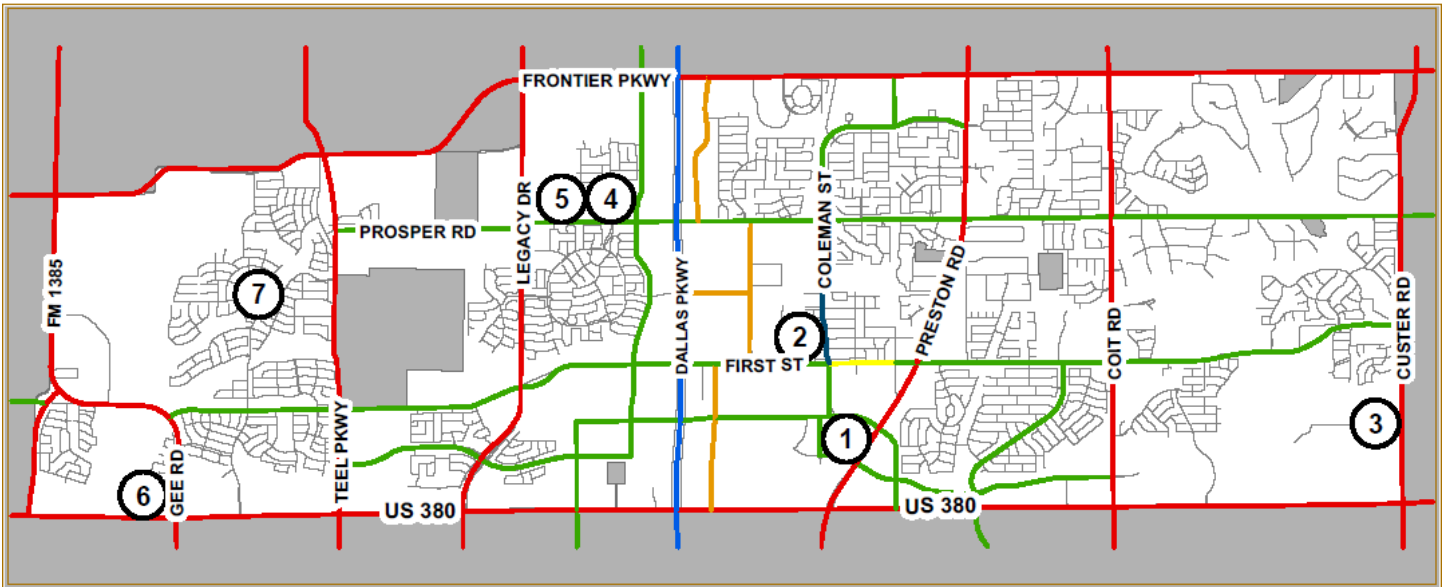 FRONTIER PKWY
5
4
PROSPER RD
LEGACY DR
COLEMAN ST
7
FM 1385
DALLAS PKWY
PRESTON RD
2
FIRST ST
COIT RD
CUSTER RD
TEEL PKWY
1
3
6
GEE RD
US 380
US 380